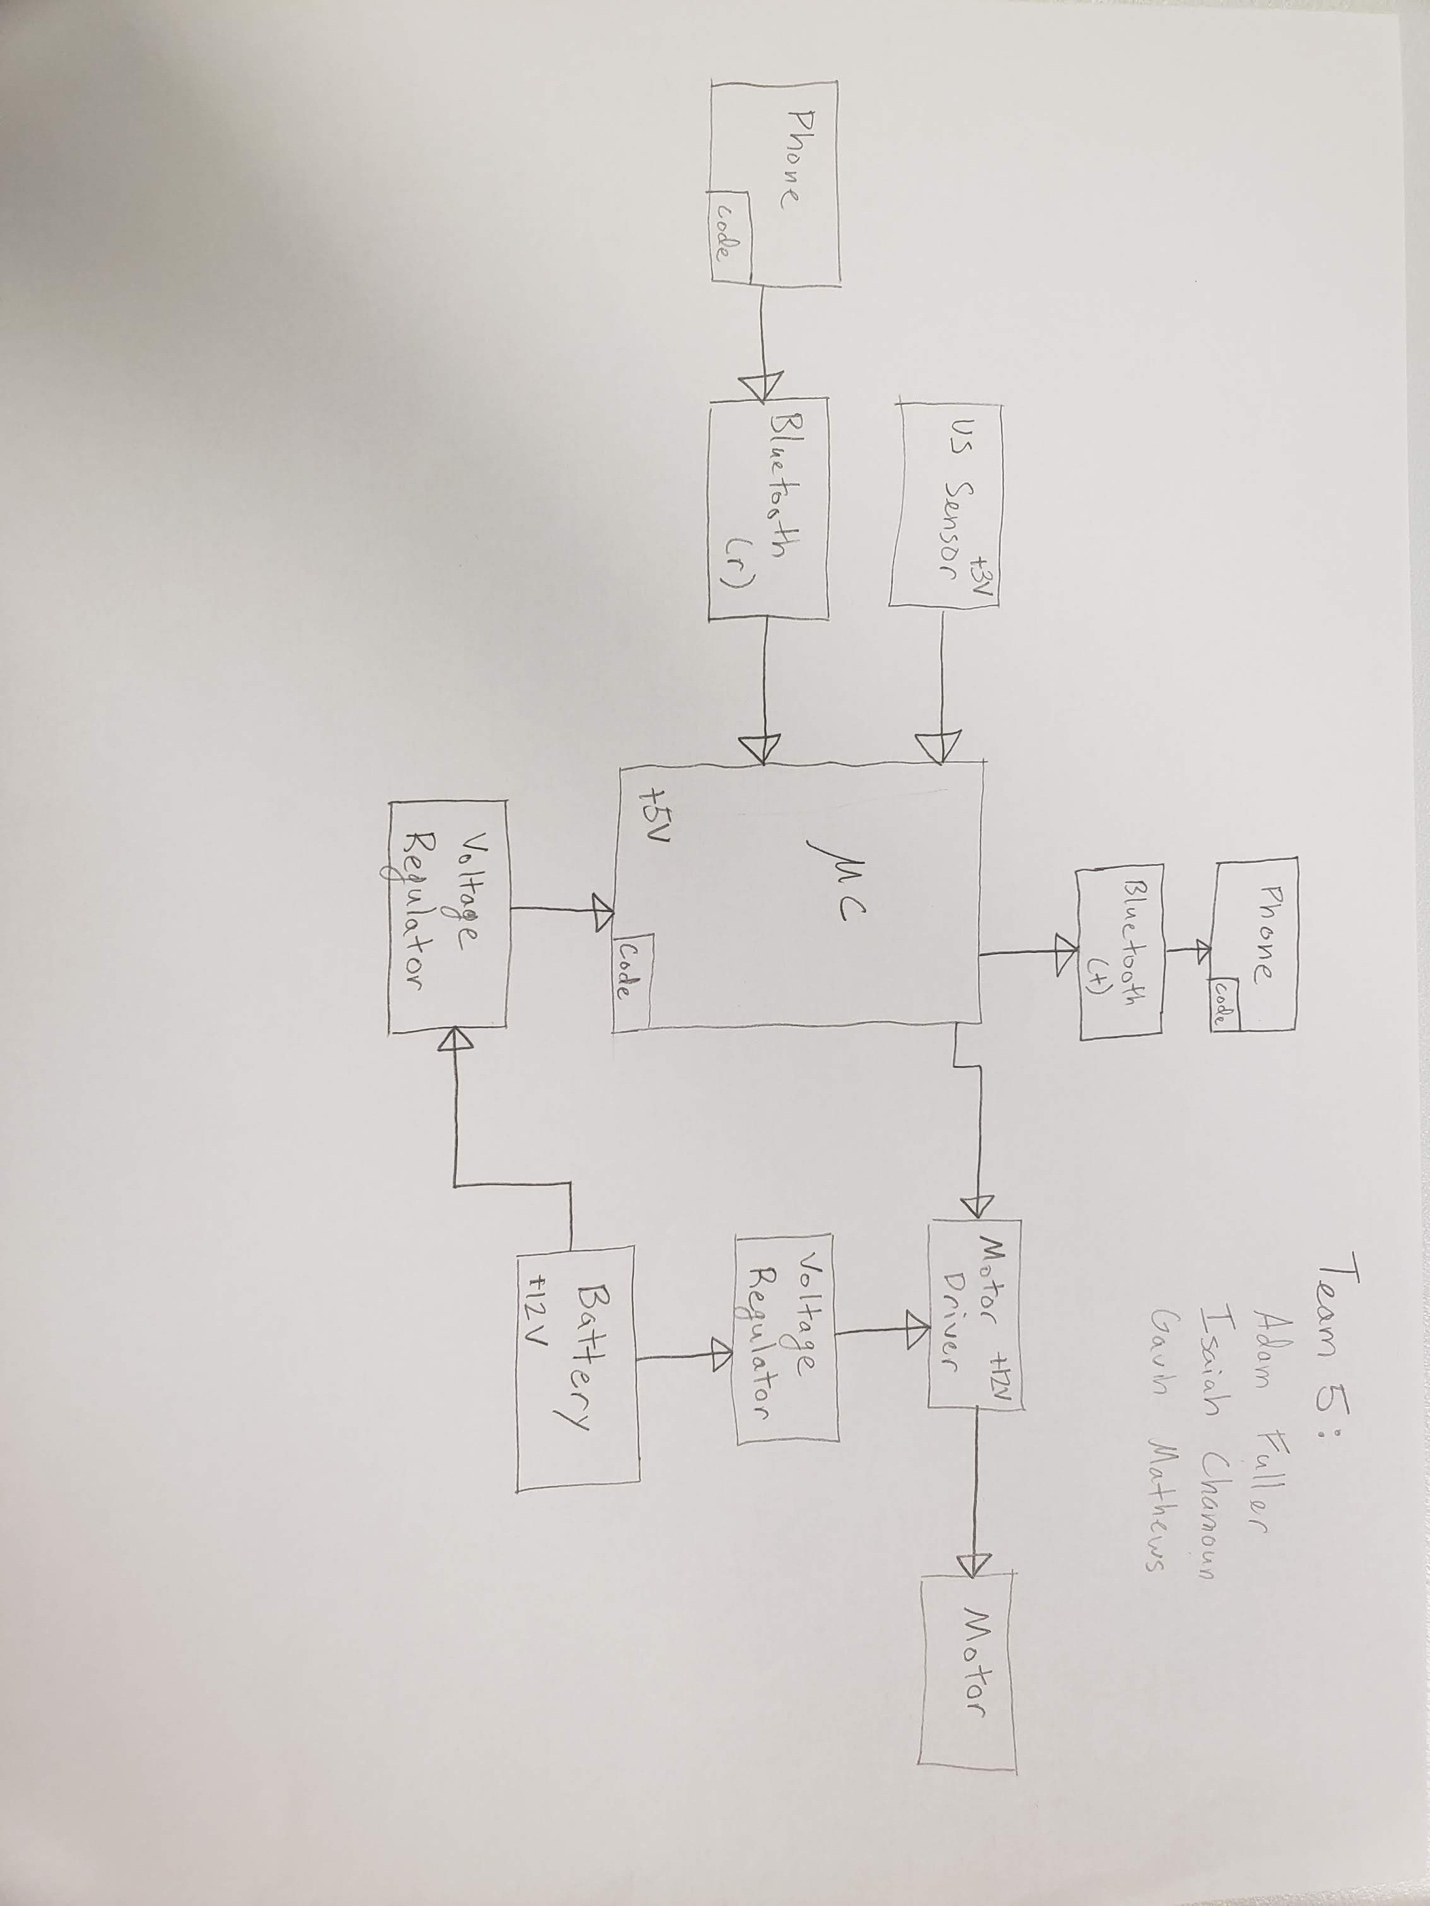 Team 5:
Adam Fuller
Isaiah Chamoun
Gavin Mathews
Phone
code
Bluetooth
(t)
US Sensor
+3V
Phone
code
Bluetooth
(r)
μC
+5V
Code
Motor
Driver
+12V
Motor
Voltage
Regulator
Voltage
Regulator
Battery
+12V